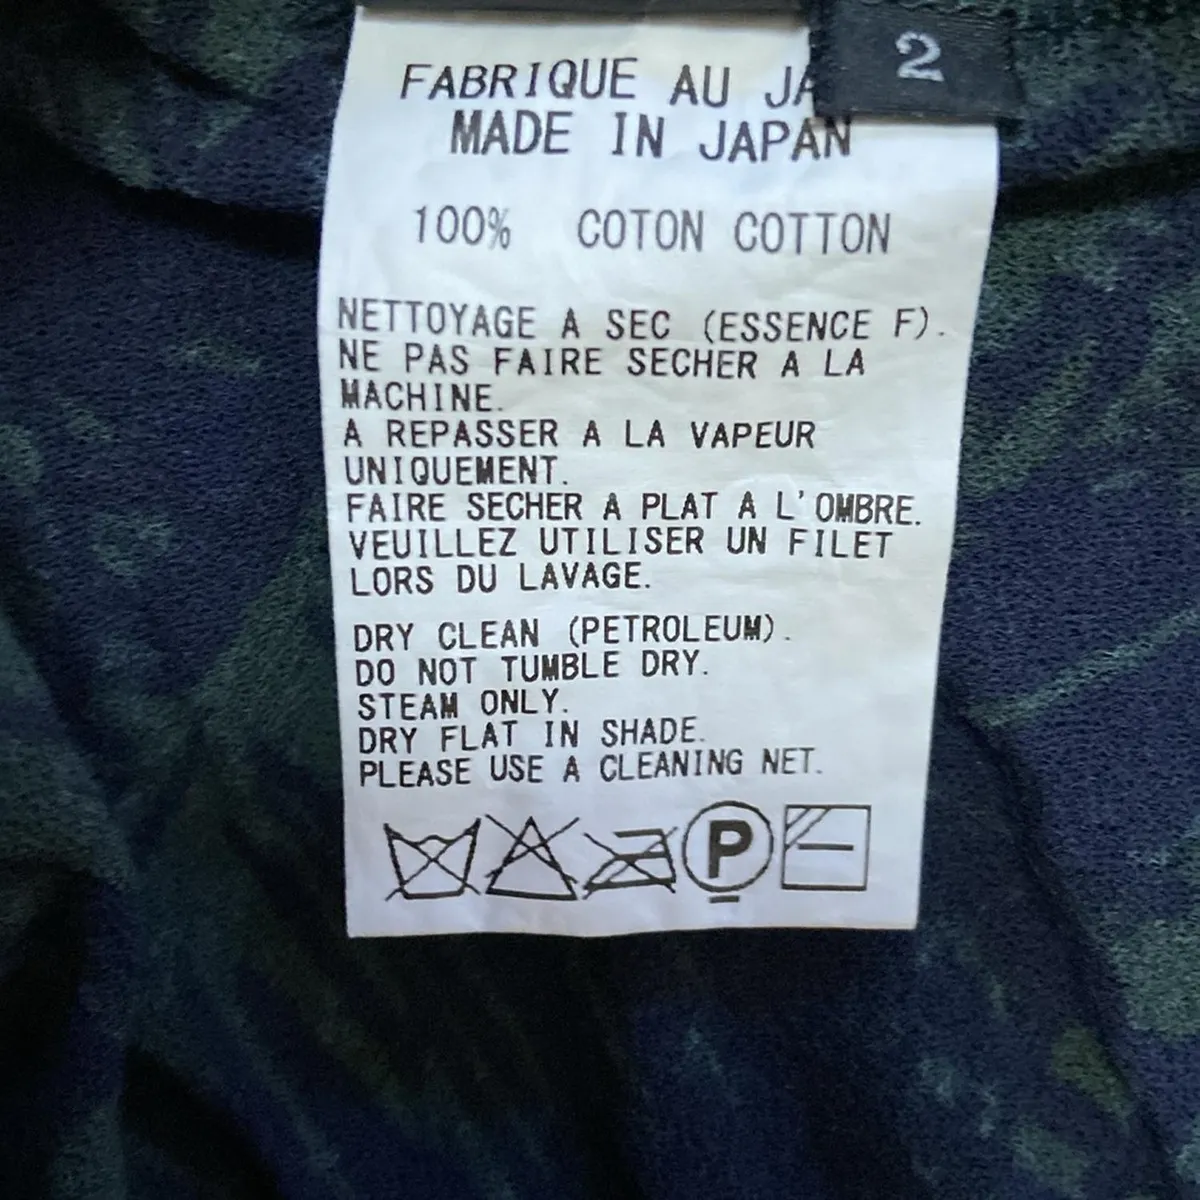 2
FABRIQUE AU
MADE IN JAPAN
100% COTON COTTON
NETTOYAGE A SEC (ESSENCE F).
NE PAS FAIRE SECHER A LA
MACHINE.
A REPASSER A LA VAPEUR
UNIQUEMENT.
FAIRE SECHER A PLAT A L'OMBRE.
VEUILLEZ UTILISER UN FILET
LORS DU LAVAGE.
DRY CLEAN (PETROLEUM).
DO NOT TUMBLE DRY.
STEAM ONLY.
DRY FLAT IN SHADE.
PLEASE USE A CLEANING NET.
P